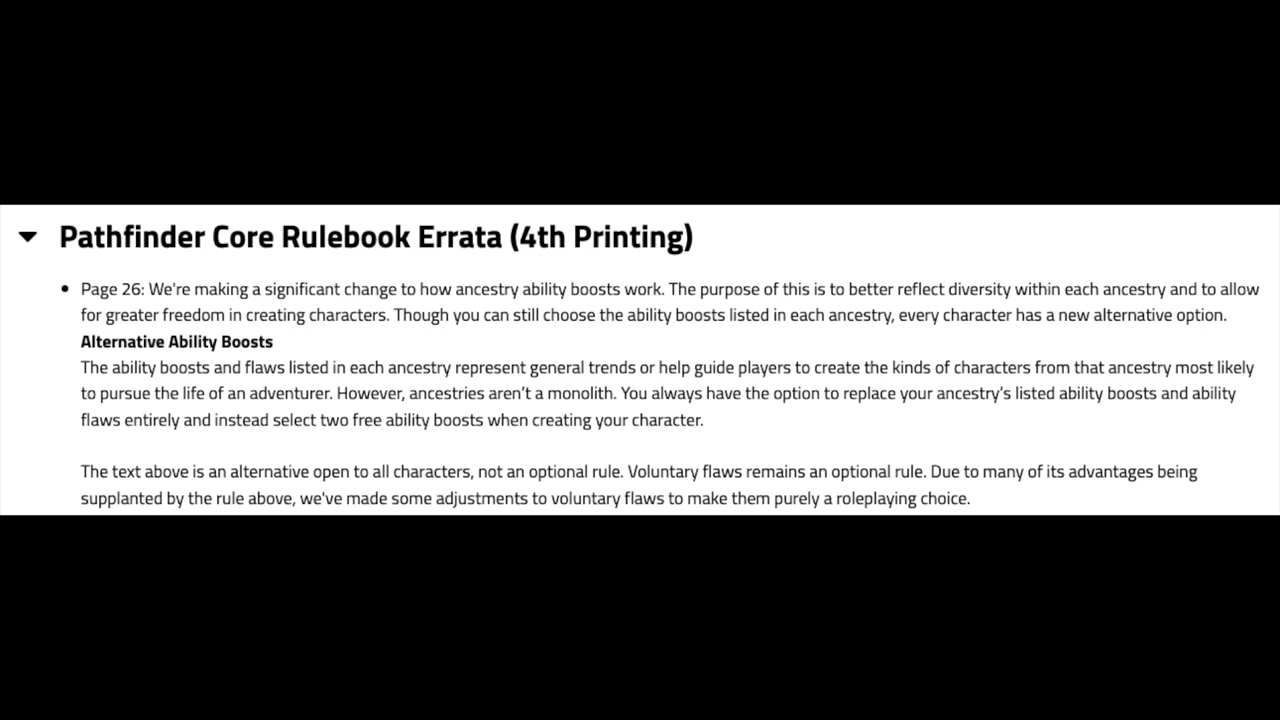 Pathfinder Core Rulebook Errata (4th Printing)
Page 26: We're making a significant change to how ancestry ability boosts work. The purpose of this is to better reflect diversity within each ancestry and to allow
for greater freedom in creating characters. Though you can still choose the ability boosts listed in each ancestry, every character has a new alternative option.
Alternative Ability Boosts
The ability boosts and flaws listed in each ancestry represent general trends or help guide players to create the kinds of characters from that ancestry most likely
to pursue the life of an adventurer. However, ancestries aren’t a monolith. You always have the option to replace your ancestry’s listed ability boosts and ability
flaws entirely and instead select two free ability boosts when creating your character.
The text above is an alternative open to all characters, not an optional rule. Voluntary flaws remains an optional rule. Due to many of its advantages being
supplanted by the rule above, we've made some adjustments to voluntary flaws to make them purely a roleplaying choice.